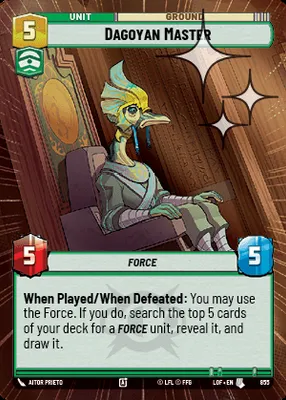 UNIT
GROUND
5
DAGOYAN MASTER
5
5
FORCE
When Played/When Defeated: You may
use the Force. If you do, search the top 5 cards
of your deck for a FORCE unit, reveal it, and
draw it.
AITOR PRIETO
© LFL © FFG
LOF • EN